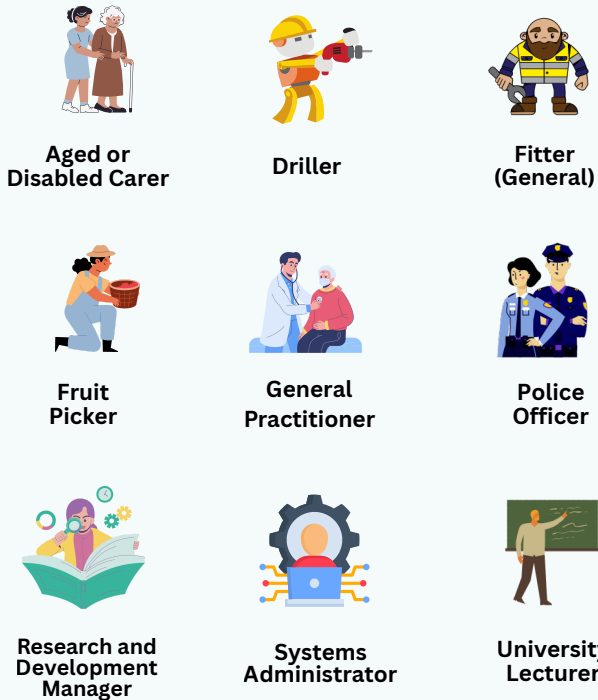 Aged or
Disabled Carer
Driller
Fitter
(General)
Fruit
Picker
General
Practitioner
Police
Officer
Research and
Development
Manager
Systems
Administrator
University
Lecturer